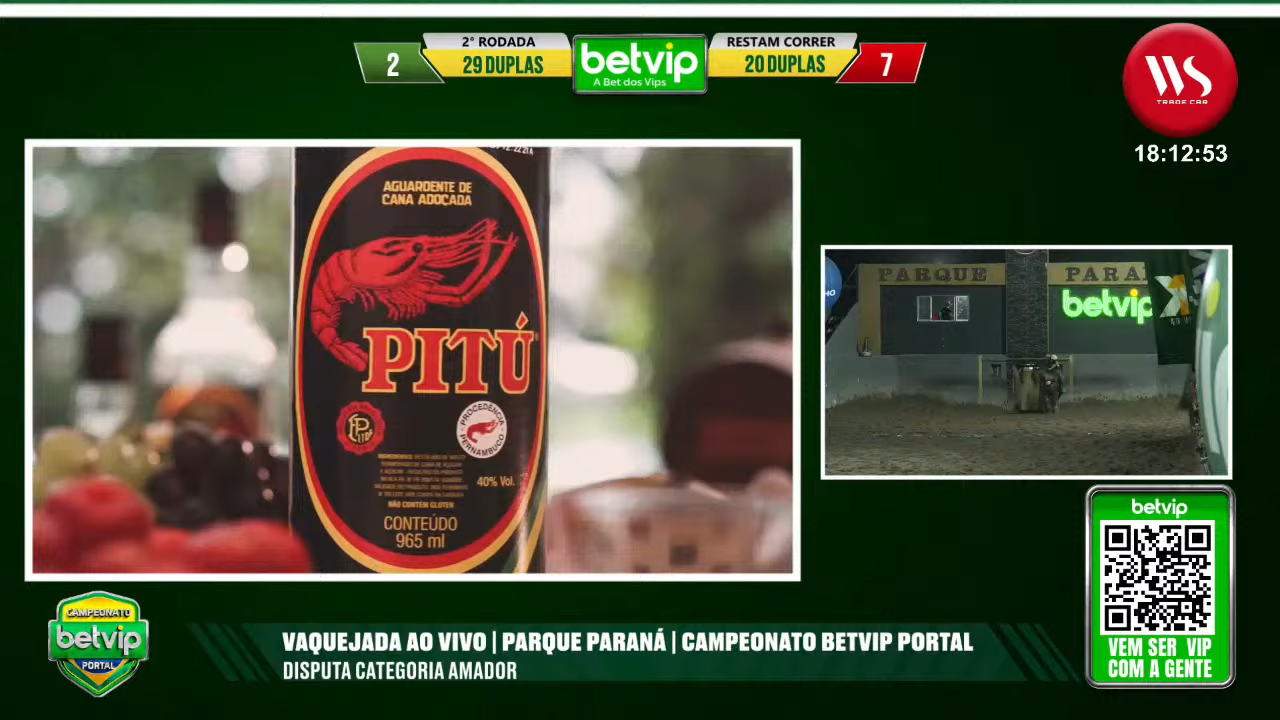 2
2ª RODADA
29 DUPLAS
betvip
A Bet dos Vips
RESTAM CORRER
20 DUPLAS
7
WS
TRADE CAR
18:12:53
AGUARDENTE DE
CANA ADOÇADA
PITÚ
PROCEDÊNCIA
PERNAMBUCO
40% Vol.
NÃO CONTÉM GLÚTEN
CONTEÚDO
965 ml
PARQUE PARA
betvip
betvip
VEM SER VIP
COM A GENTE
CAMPEONATO
betvip
PORTAL
VAQUEJADA AO VIVO | PARQUE PARANÁ | CAMPEONATO BETVIP PORTAL
DISPUTA CATEGORIA AMADOR